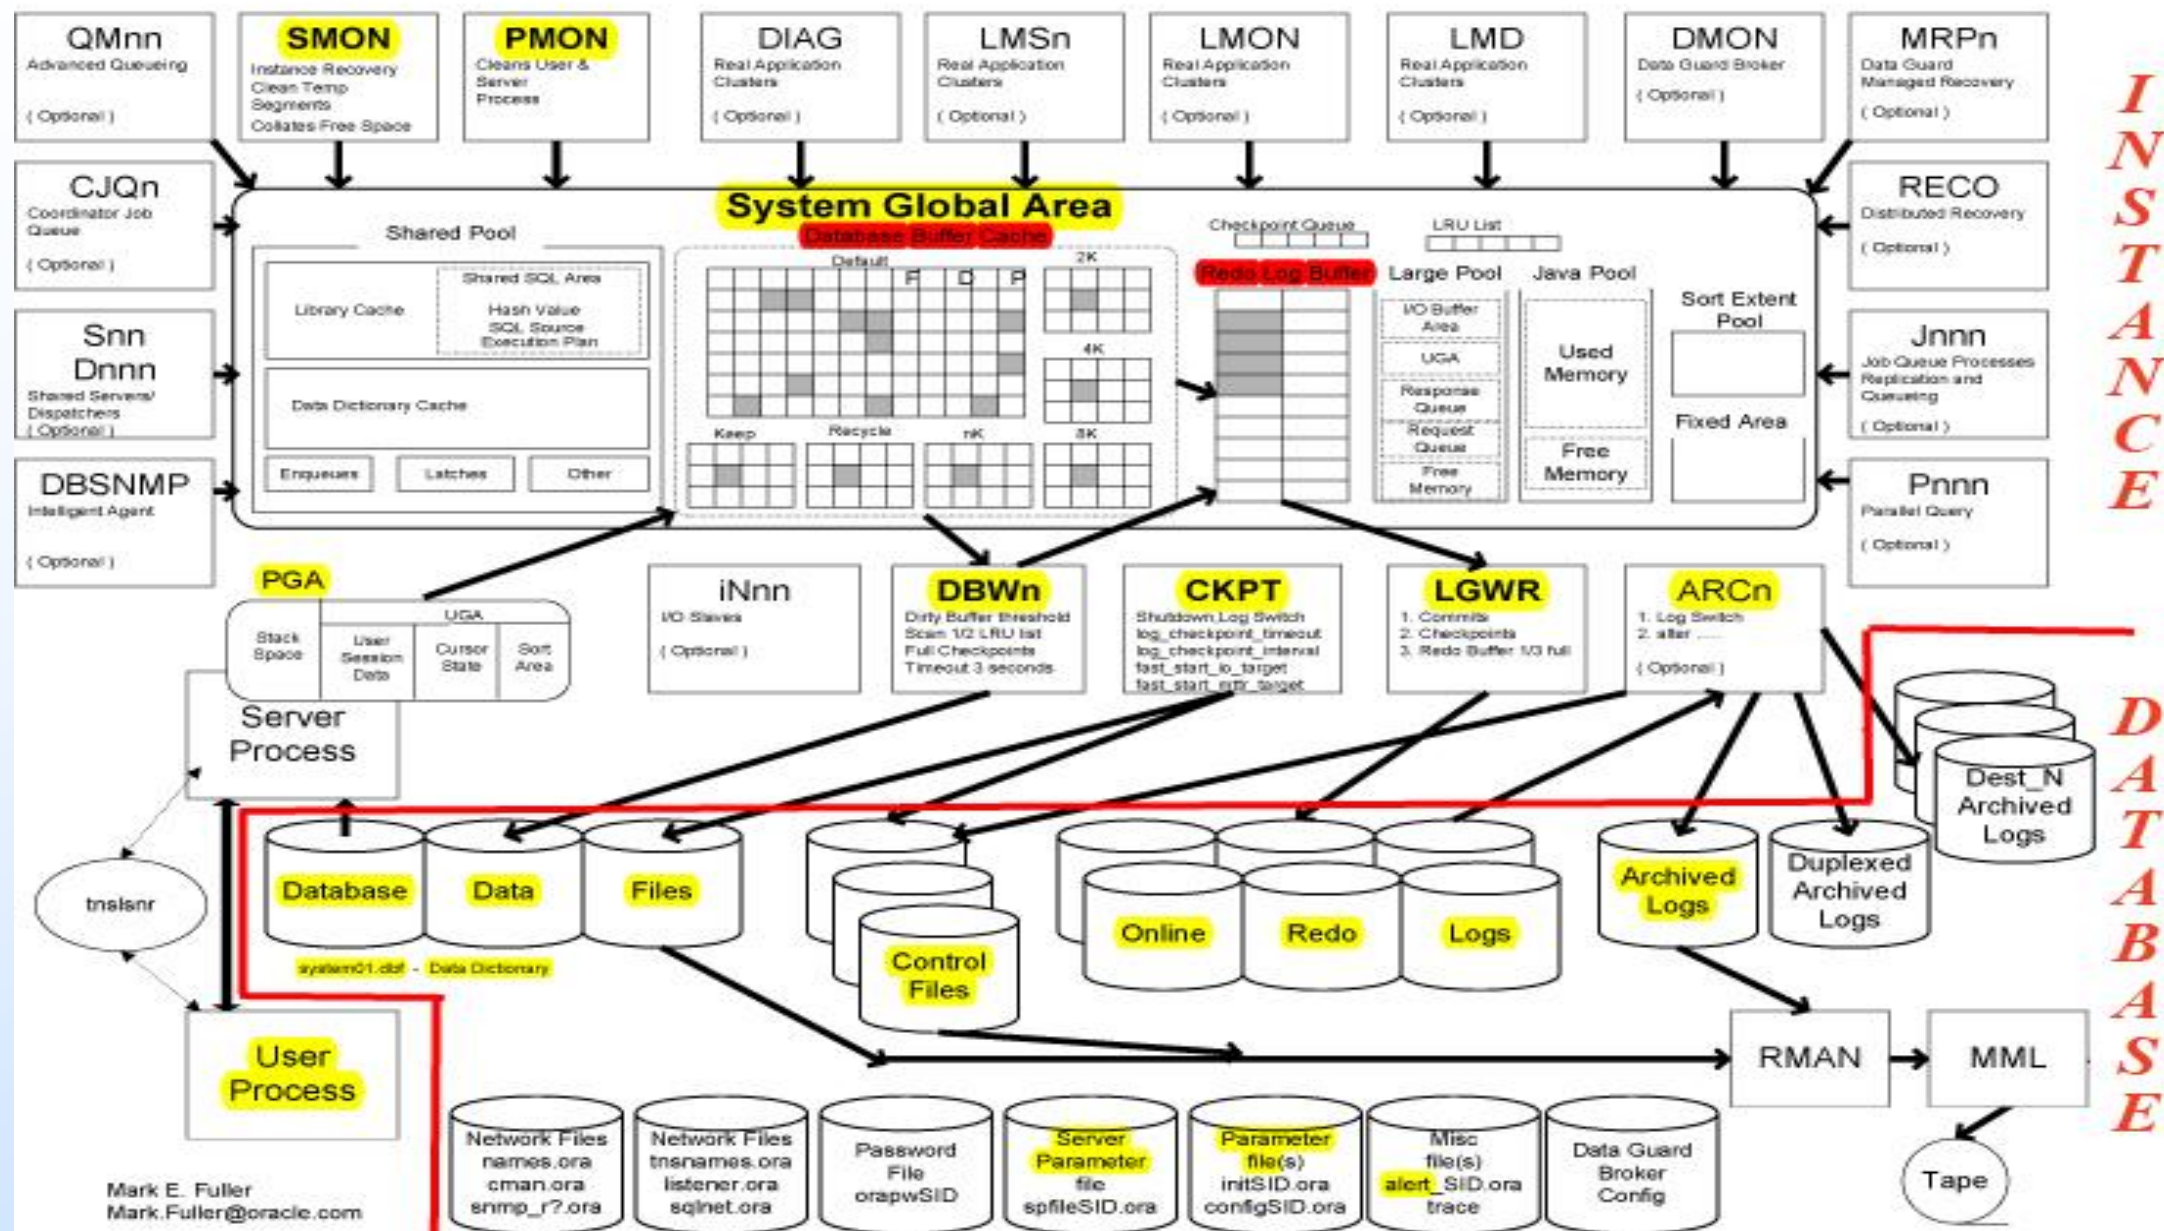 QMnn
Advanced Queueing
( Optional )
SMON
Instance Recovery
Clean Temp
Segments
Collates Free Space
PMON
Cleans User &
Server
Process
DIAG
Real Application
Clusters
( Optional )
LMSn
Real Application
Clusters
( Optional )
LMON
Real Application
Clusters
( Optional )
LMD
Real Application
Clusters
( Optional )
DMON
Data Guard Broker
( Optional )
MRPn
Data Guard
Managed Recovery
( Optional )
INSTANCE
CJQn
Coordinator Job
Queue
( Optional )
Snn
Dnnn
Shared Servers/
Dispatchers
( Optional )
DBSNMP
Intelligent Agent
( Optional )
System Global Area
Shared Pool
Library Cache
Shared SQL Area
Hash Value
SQL Source
Execution Plan
Data Dictionary Cache
Enqueues
Latches
Other
Database Buffer Cache
Default
F D P
2K
4K
8K
Keep
Recycle
nK
Checkpoint Queue
LRU List
Redo Log Buffer
Large Pool
I/O Buffer
Area
UGA
Response
Queue
Request
Queue
Free
Memory
Java Pool
Used
Memory
Free
Memory
Sort Extent
Pool
Fixed Area
RECO
Distributed Recovery
( Optional )
Jnnn
Job Queue Processes
Replication and
Queueing
( Optional )
Pnnn
Parallel Query
( Optional )
PGA
Stack
Space
UGA
User
Session
Data
Cursor
State
Sort
Area
Server
Process
iNnn
I/O Slaves
( Optional )
DBWn
Dirty Buffer threshold
Scan 1/2 LRU list
Full Checkpoints
Timeout 3 seconds
CKPT
Shutdown,Log Switch
log_checkpoint_timeout
log_checkpoint_interval
fast_start_io_target
fast_start_mttr_target
LGWR
1. Commits
2. Checkpoints
3. Redo Buffer 1/3 full
ARCn
1. Log Switch
2. alter .....
( Optional )
DATABASE
Dest_N
Archived
Logs
tnslsnr
Database
Data
Files
system01.dbf - Data Dictionary
Control
Files
Online
Redo
Logs
Archived
Logs
Duplexed
Archived
Logs
User
Process
RMAN
MML
Tape
Network Files
names.ora
cman.ora
snmp_r?.ora
Network Files
tnsnames.ora
listener.ora
sqlnet.ora
Password
File
orapwSID
Server
Parameter
file
spfileSID.ora
Parameter
file(s)
initSID.ora
configSID.ora
Misc
file(s)
alert_SID.ora
trace
Data Guard
Broker
Config
Mark E. Fuller
Mark.Fuller@oracle.com